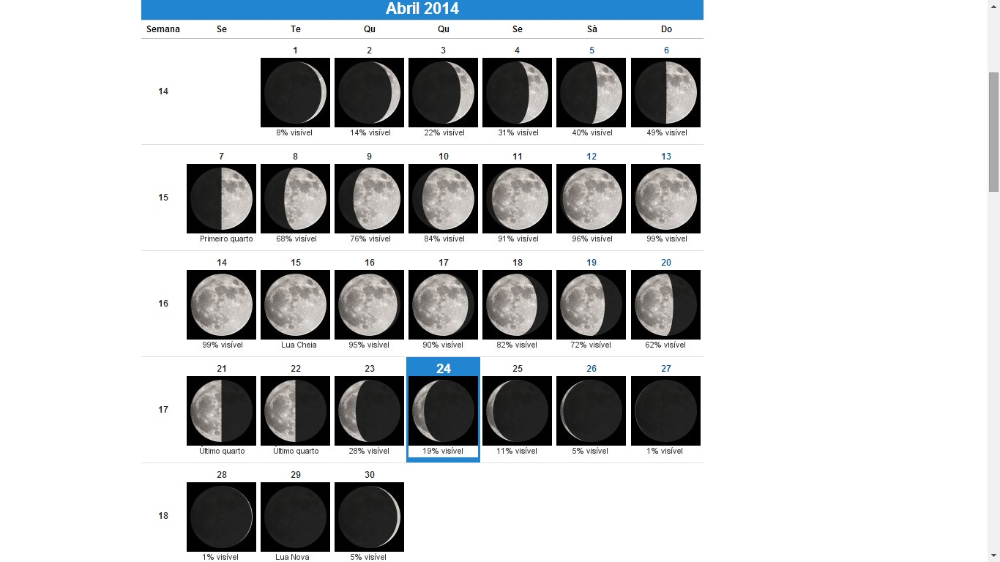 Abril 2014
Semana Se Te Qu Qu Se Sá Do
1 2 3 4 5 6
14
8% visível 14% visível 22% visível 31% visível 40% visível 49% visível
7 8 9 10 11 12 13
15
Primeiro quarto 68% visível 76% visível 84% visível 91% visível 96% visível 99% visível
14 15 16 17 18 19 20
16
99% visível Lua Cheia 95% visível 90% visível 82% visível 72% visível 62% visível
21 22 23 24 25 26 27
17
Último quarto Último quarto 28% visível 19% visível 11% visível 5% visível 1% visível
28 29 30
18
1% visível Lua Nova 5% visível